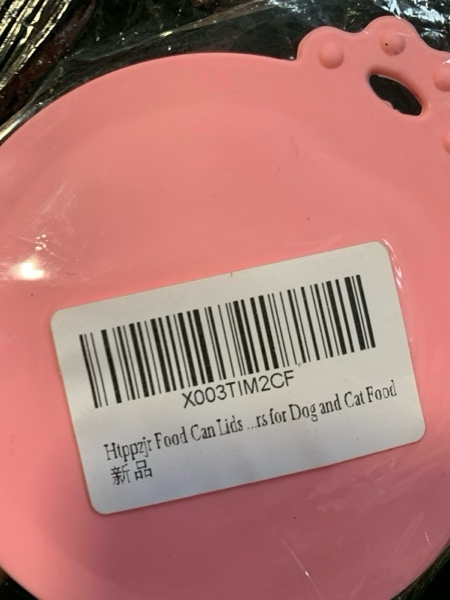 X003TIM2CF
Htppzjr Food Can Lids ...rs for Dog and Cat Food
新品